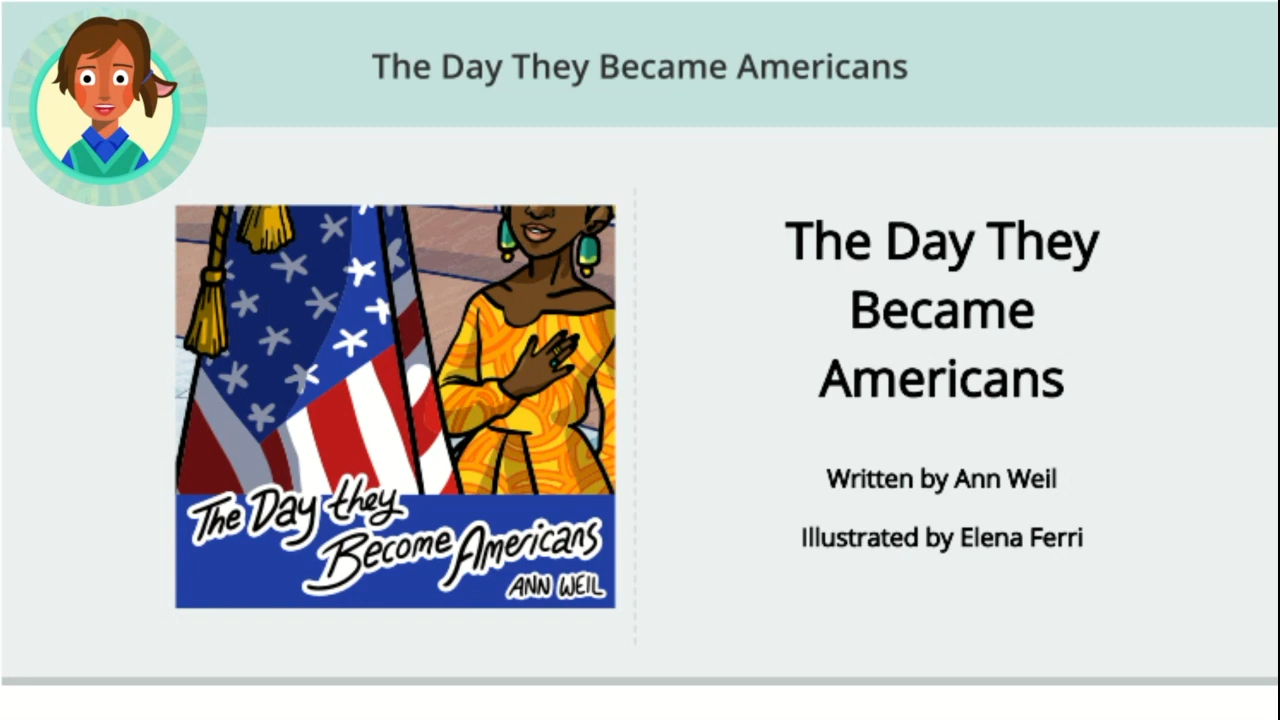 The Day They Became Americans
The Day they
Become Americans
ANN WEIL
The Day They
Became
Americans
Written by Ann Weil
Illustrated by Elena Ferri